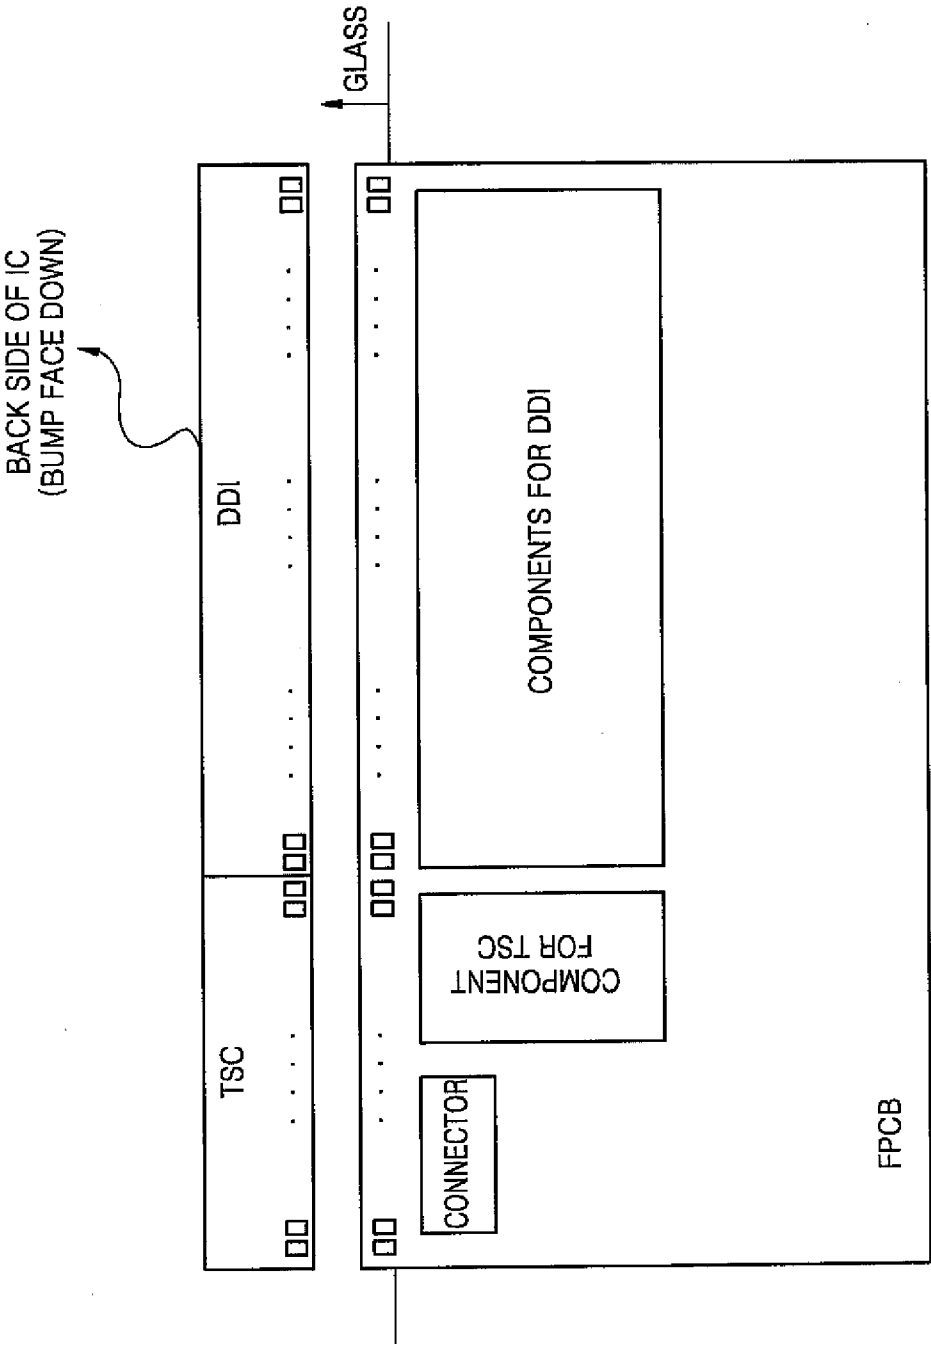 BACK SIDE OF IC
(BUMP FACE DOWN)
GLASS
TSC
DDI
CONNECTOR
COMPONENT
FOR TSC
COMPONENTS FOR DDI
FPCB